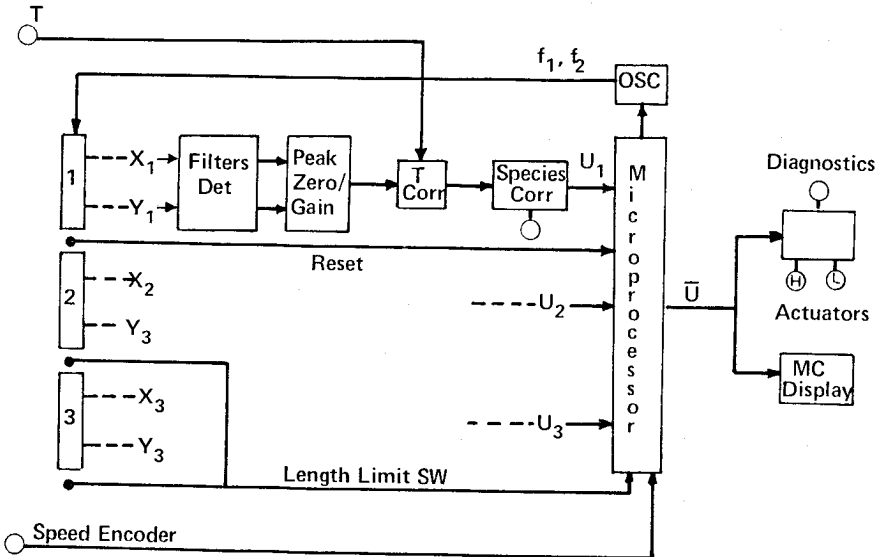 T
f1, f2
OSC
1
X1
Y1
Filters
Det
Peak
Zero/
Gain
T
Corr
Species
Corr
U1
Microprocessor
Diagnostics
H
L
Actuators
Reset
2
X2
Y3
U2
Ū
MC
Display
3
X3
Y3
U3
Length Limit SW
Speed Encoder